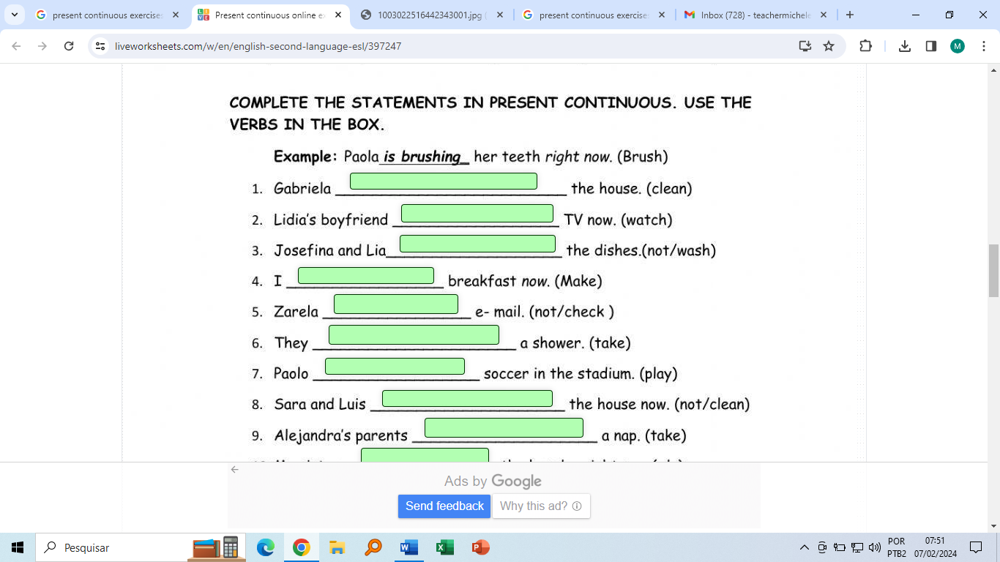 present continuous exercises
Present continuous online ex
1003022516442343001.jpg (
present continuous exercises
Inbox (728) - teachermichele
liveworksheets.com/w/en/english-second-language-esl/397247
M
COMPLETE THE STATEMENTS IN PRESENT CONTINUOUS. USE THE
VERBS IN THE BOX.
Example: Paola is brushing_ her teeth right now. (Brush)
1. Gabriela ______ the house. (clean)
2. Lidia's boyfriend ______ TV now. (watch)
3. Josefina and Lia______ the dishes.(not/wash)
4. I ______ breakfast now. (Make)
5. Zarela ______ e- mail. (not/check )
6. They ______ a shower. (take)
7. Paolo ______ soccer in the stadium. (play)
8. Sara and Luis ______ the house now. (not/clean)
9. Alejandra's parents ______ a nap. (take)
Ads by Google
Send feedback
Why this ad?
Pesquisar
POR
PTB2
07:51
07/02/2024